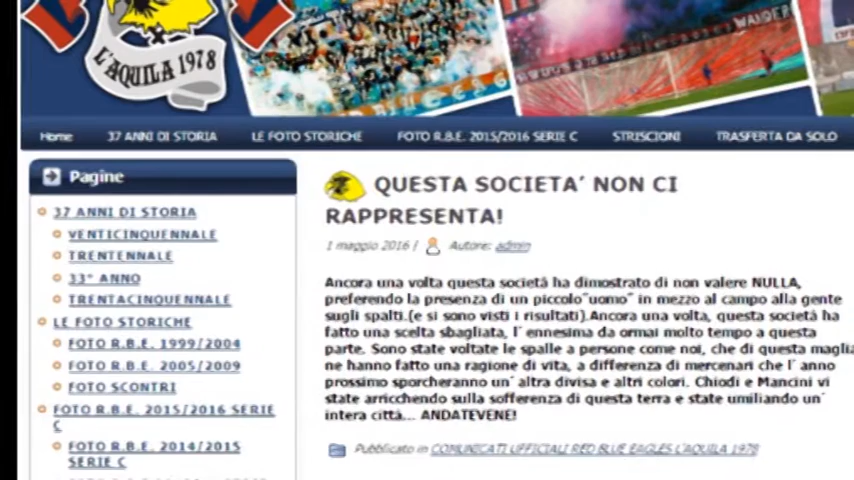 L'AQUILA 1978
Home 37 ANNI DI STORIA LE FOTO STORICHE FOTO R.B.E. 2015/2016 SERIE C STRISCIONI TRASFERTA DA SOLO
Pagine
37 ANNI DI STORIA
VENTICINQUENNALE
TRENTENNALE
33° ANNO
TRENTACINQUENNALE
LE FOTO STORICHE
FOTO R.B.E. 1999/2004
FOTO R.B.E. 2005/2009
FOTO SCONTRI
FOTO R.B.E. 2015/2016 SERIE
C
FOTO R.B.E. 2014/2015
SERIE C
QUESTA SOCIETA´ NON CI
RAPPRESENTA!
1 maggio 2016 | Autore: admin
Ancora una volta questa societá ha dimostrato di non valere NULLA,
preferendo la presenza di un piccolo¨uomo¨ in mezzo al campo alla gente
sugli spalti.(e si sono visti i risultati).Ancora una volta, questa societá ha
fatto una scelta sbagliata, l´ ennesima da ormai molto tempo a questa
parte. Sono state voltate le spalle a persone come noi, che di questa maglia
ne hanno fatto una ragione di vita, a differenza di mercenari che l´ anno
prossimo sporcheranno un´ altra divisa e altri colori. Chiodi e Mancini vi
state arricchendo sulla sofferenza di questa terra e state umiliando un´
intera cittá... ANDATEVENE!
Pubblicato in COMUNICATI UFFICIALI RED BLUE EAGLES L'AQUILA 1978